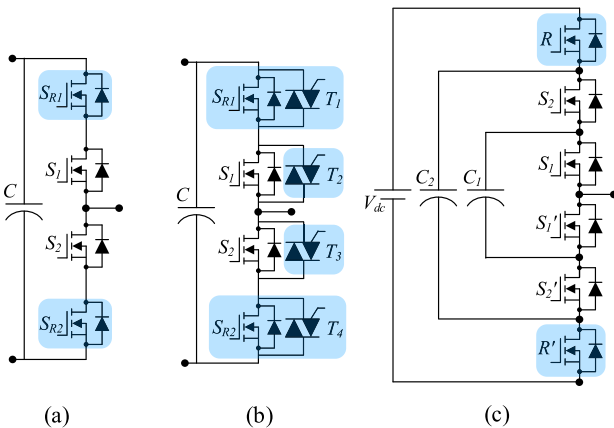 C
S_R1
S_1
S_2
S_R2
(a)
C
S_R1
T_1
S_1
T_2
S_2
T_3
S_R2
T_4
(b)
V_dc
C_2
C_1
R
S_2
S_1
S_1'
S_2'
R'
(c)